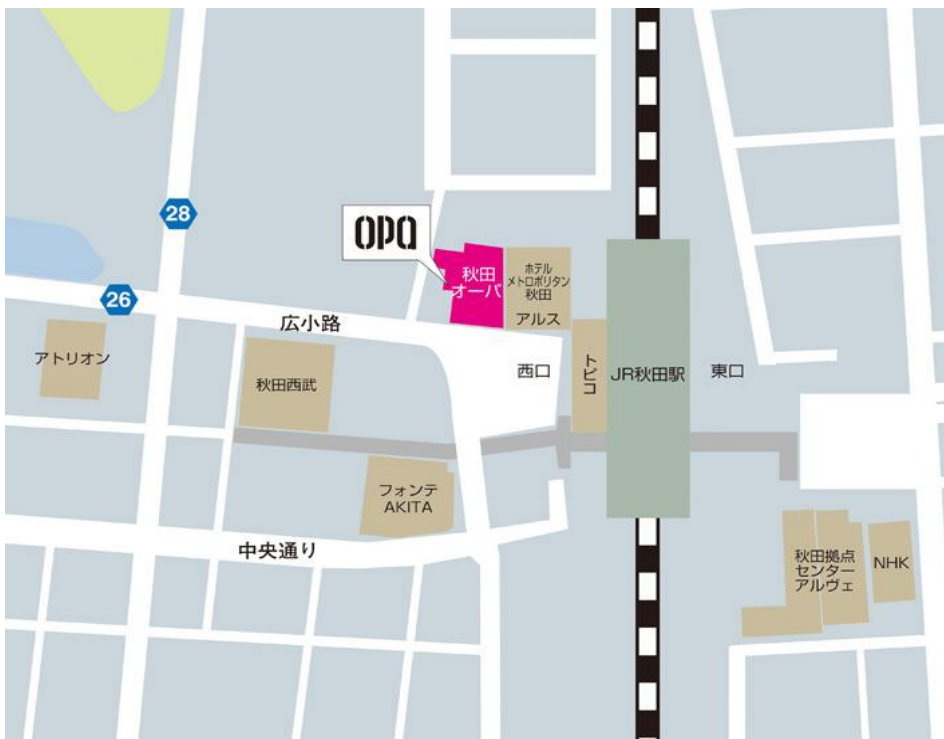 28
OPA
26
広小路
秋田
オーパ
ホテル
メトロポリタン
秋田
アルス
アトリオン
秋田西武
西口
トピコ
JR秋田駅
東口
フォンテ
AKITA
中央通り
秋田拠点
センター
アルヴェ
NHK